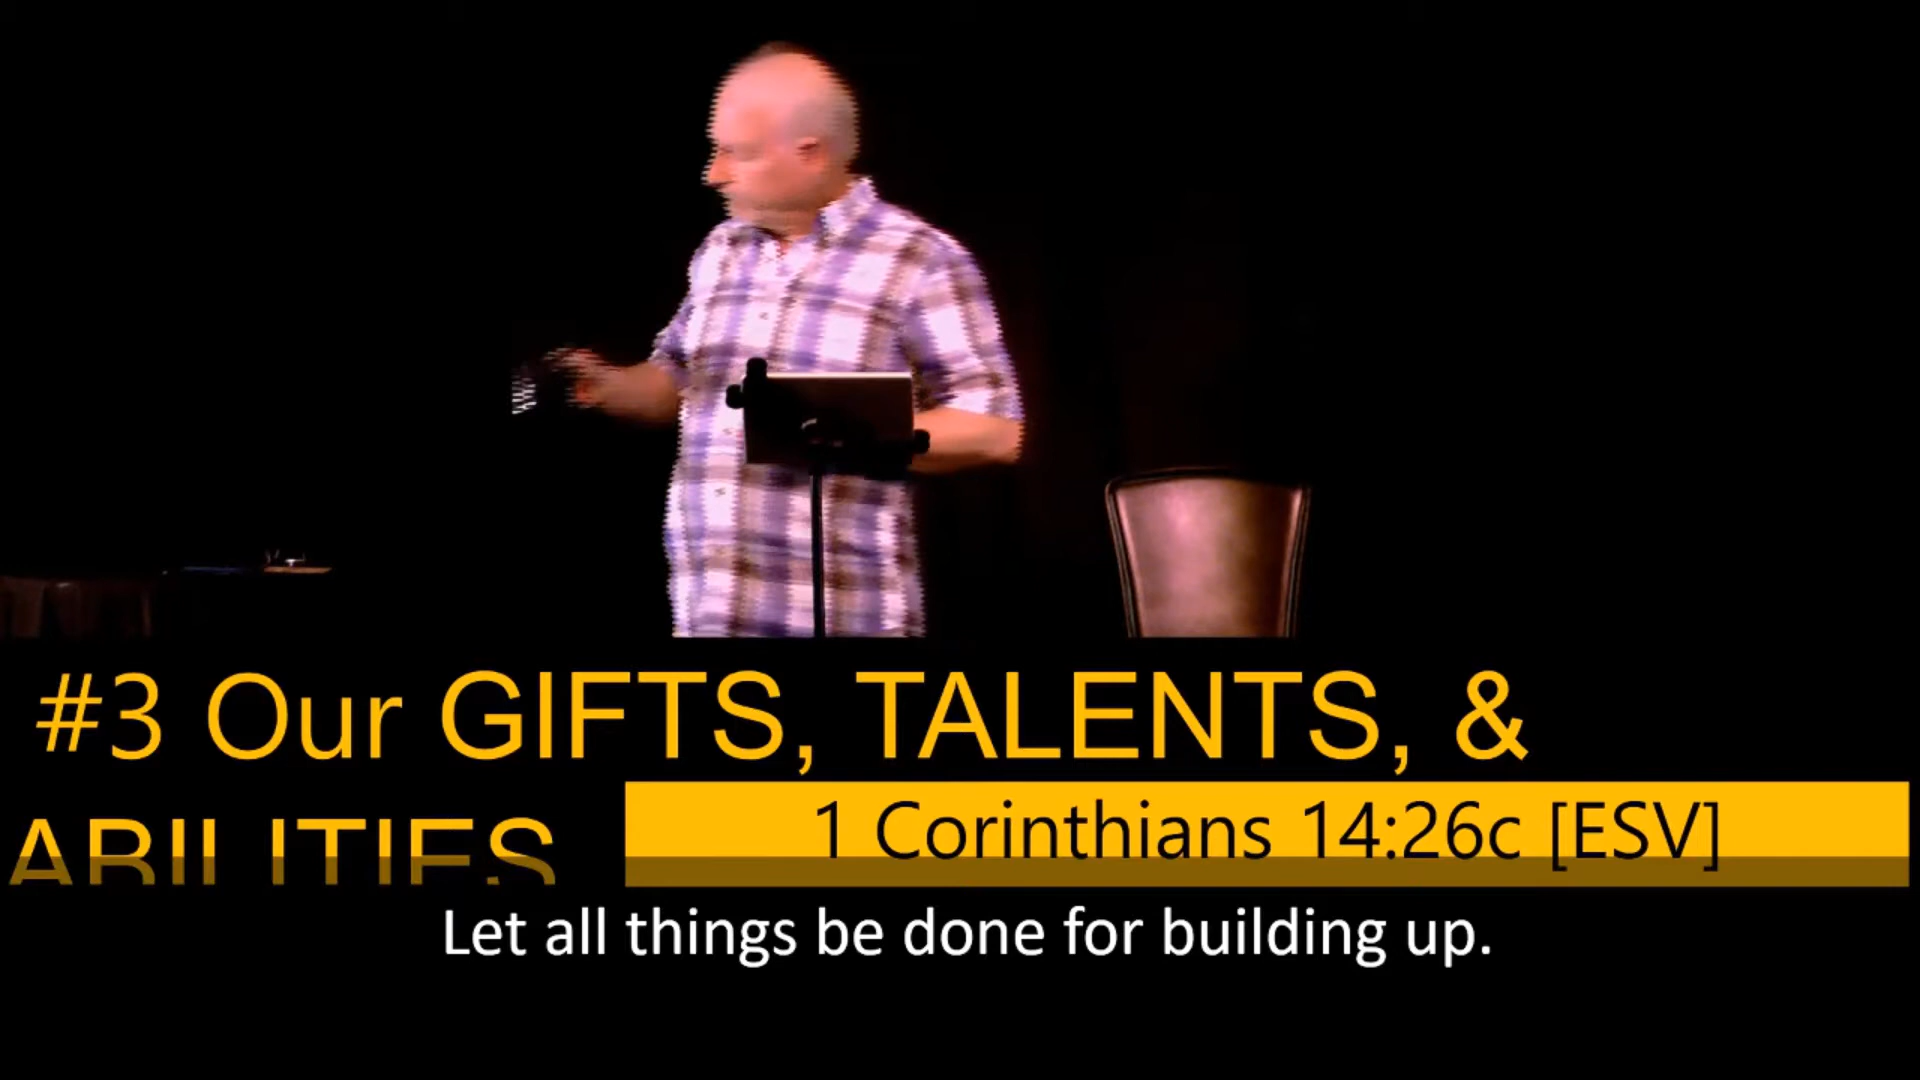 #3 Our GIFTS, TALENTS, &
ABILITIES
1 Corinthians 14:26c [ESV]
Let all things be done for building up.